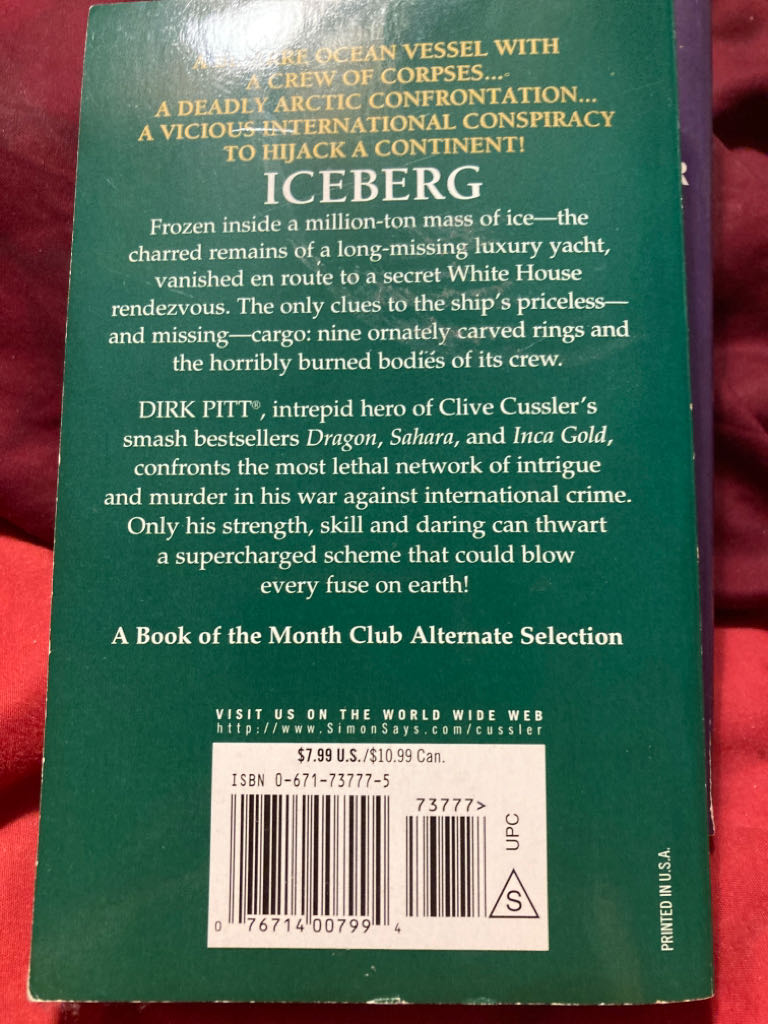 A OCEAN VESSEL WITH
A CREW OF CORPSES...
A DEADLY ARCTIC CONFRONTATION...
A VICIOUS INTERNATIONAL CONSPIRACY
TO HIJACK A CONTINENT!
ICEBERG
Frozen inside a million-ton mass of ice—the
charred remains of a long-missing luxury yacht,
vanished en route to a secret White House
rendezvous. The only clues to the ship's priceless—
and missing—cargo: nine ornately carved rings and
the horribly burned bodies of its crew.
DIRK PITT®, intrepid hero of Clive Cussler's
smash bestsellers Dragon, Sahara, and Inca Gold,
confronts the most lethal network of intrigue
and murder in his war against international crime.
Only his strength, skill and daring can thwart
a supercharged scheme that could blow
every fuse on earth!
A Book of the Month Club Alternate Selection
VISIT US ON THE WORLD WIDE WEB
http://www.SimonSays.com/cussler
$7.99 U.S./$10.99 Can.
ISBN 0-671-73777-5
73777>
UPC
S
0 76714 00799 4
PRINTED IN U.S.A.
R